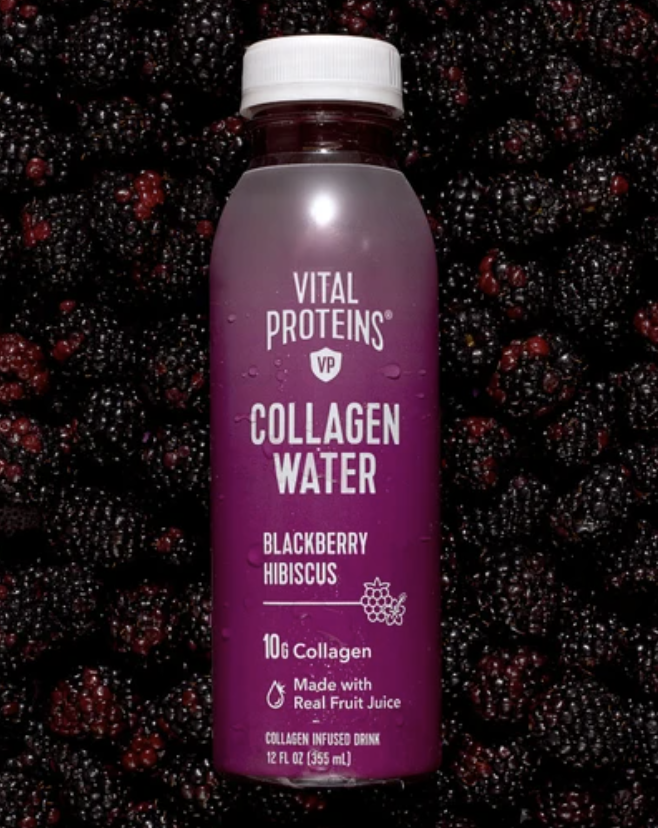 VITAL
PROTEINS®
VP
COLLAGEN
WATER
BLACKBERRY
HIBISCUS
10G Collagen
Made with
Real Fruit Juice
COLLAGEN INFUSED DRINK
12 FL OZ (355 mL)